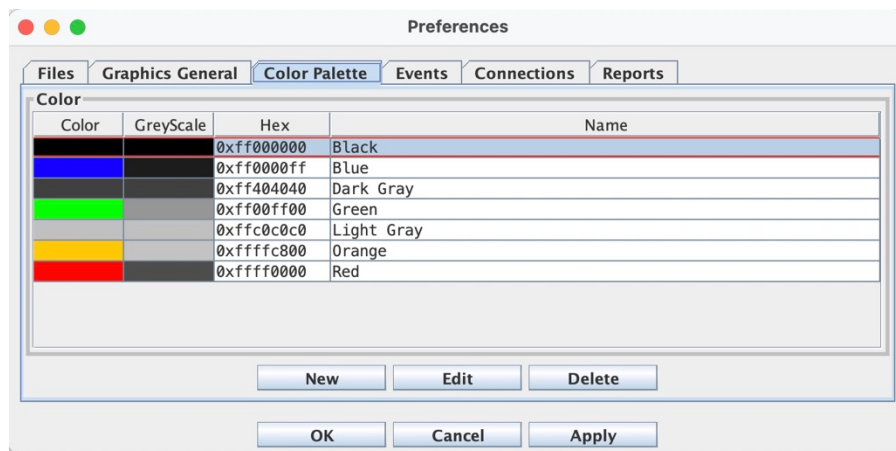 Preferences
Files Graphics General Color Palette Events Connections Reports
Color
Color GreyScale Hex Name
0xff000000 Black
0xff0000ff Blue
0xff404040 Dark Gray
0xff00ff00 Green
0xffc0c0c0 Light Gray
0xffffc800 Orange
0xffff0000 Red
New Edit Delete
OK Cancel Apply